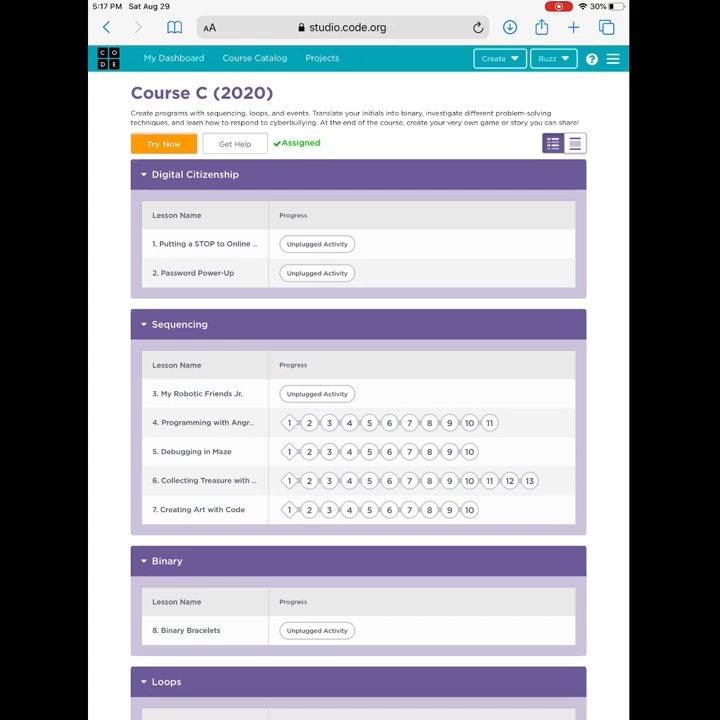 5:17 PM Sat Aug 29
30%
AA
studio.code.org
C O
D E
My Dashboard
Course Catalog
Projects
Create
Buzz
?
Course C (2020)
Create programs with sequencing, loops, and events. Translate your initials into binary, investigate different problem-solving
techniques, and learn how to respond to cyberbullying. At the end of the course, create your very own game or story you can share!
Try Now
Get Help
Assigned
Digital Citizenship
Lesson Name Progress
1. Putting a STOP to Online ... Unplugged Activity
2. Password Power-Up Unplugged Activity
Sequencing
Lesson Name Progress
3. My Robotic Friends Jr. Unplugged Activity
4. Programming with Angr... 1 2 3 4 5 6 7 8 9 10 11
5. Debugging in Maze 1 2 3 4 5 6 7 8 9 10
6. Collecting Treasure with ... 1 2 3 4 5 6 7 8 9 10 11 12 13
7. Creating Art with Code 1 2 3 4 5 6 7 8 9 10
Binary
Lesson Name Progress
8. Binary Bracelets Unplugged Activity
Loops